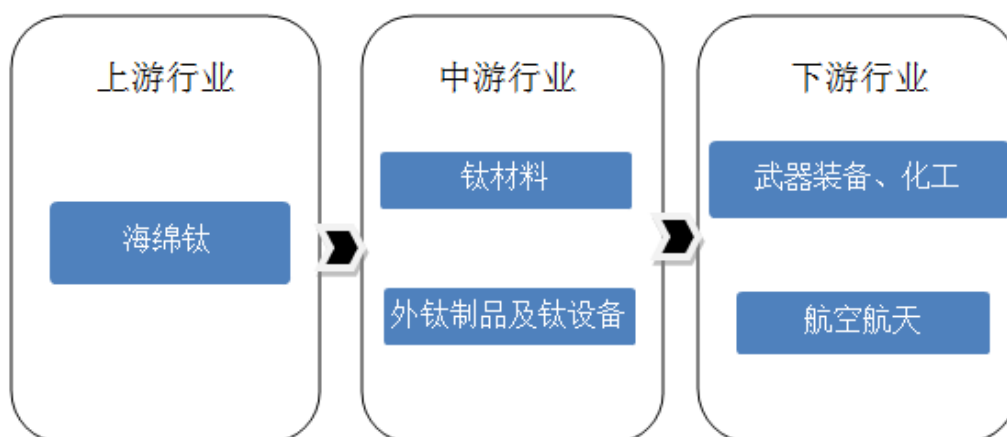 上游行业
海绵钛
中游行业
钛材料
外钛制品及钛设备
下游行业
武器装备、化工
航空航天